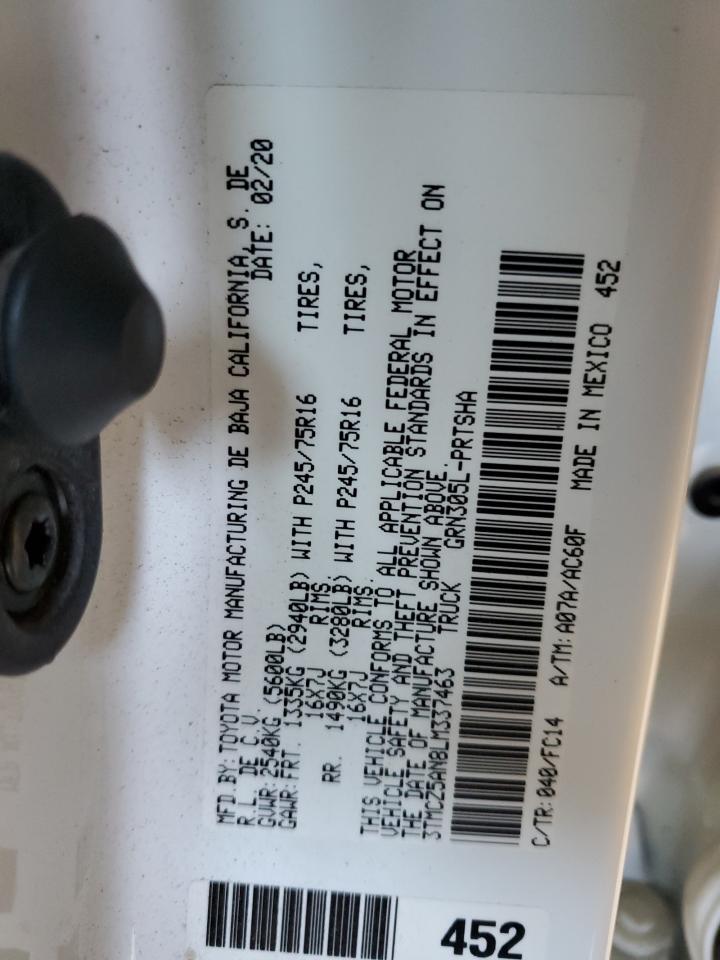 MFD.BY:TOYOTA MOTOR MANUFACTURING DE BAJA CALIFORNIA, S. DE
R.L. DE C.V. DATE: 02/20
GVWR:2540KG (5600LB)
GAWR:FRT. 1335KG (2940LB) WITH P245/75R16 TIRES,
16X7J RIMS.
RR. 1490KG (3280LB) WITH P245/75R16 TIRES,
16X7J RIMS.
THIS VEHICLE CONFORMS TO ALL APPLICABLE FEDERAL MOTOR
VEHICLE SAFETY AND THEFT PREVENTION STANDARDS IN EFFECT ON
THE DATE OF MANUFACTURE SHOWN ABOVE.
3TMCZ5AN8LM337463 TRUCK GRN305L-PRTSHA
C/TR:040/FC14 A/TM:A07A/AC60F MADE IN MEXICO 452
452